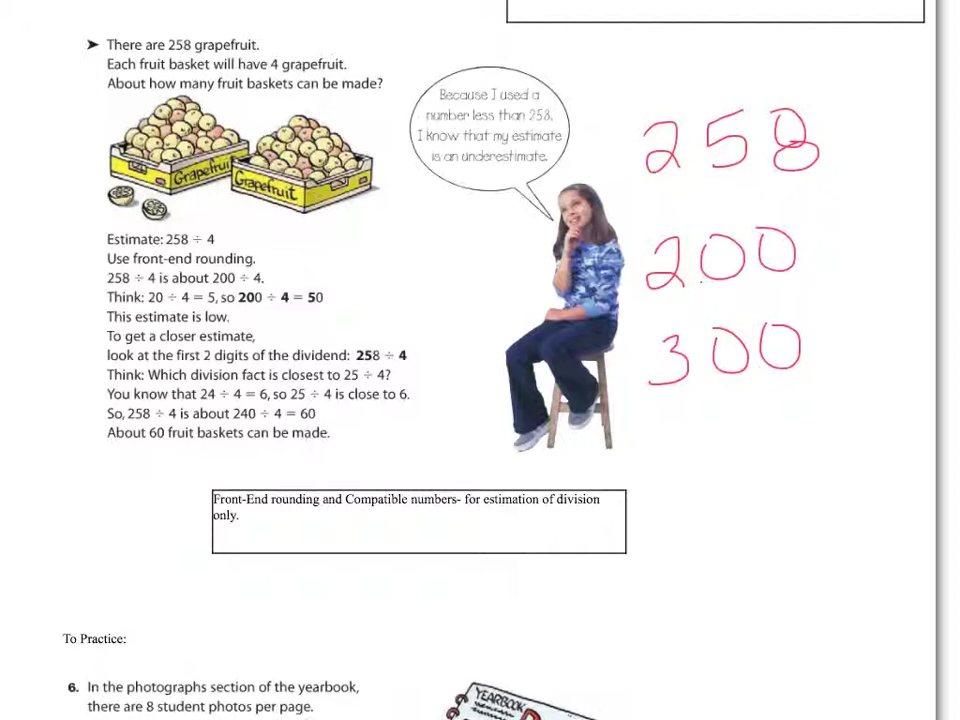 ➤ There are 258 grapefruit.
Each fruit basket will have 4 grapefruit.
About how many fruit baskets can be made?
Because I used a
number less than 258,
I know that my estimate
is an underestimate.
Grapefruit
Grapefruit
258
200
300
Estimate: 258 ÷ 4
Use front-end rounding.
258 ÷ 4 is about 200 ÷ 4.
Think: 20 ÷ 4 = 5, so 200 ÷ 4 = 50
This estimate is low.
To get a closer estimate,
look at the first 2 digits of the dividend: 258 ÷ 4
Think: Which division fact is closest to 25 ÷ 4?
You know that 24 ÷ 4 = 6, so 25 ÷ 4 is close to 6.
So, 258 ÷ 4 is about 240 ÷ 4 = 60
About 60 fruit baskets can be made.
Front-End rounding and Compatible numbers- for estimation of division
only.
To Practice:
6. In the photographs section of the yearbook,
there are 8 student photos per page.
YEARBOOK